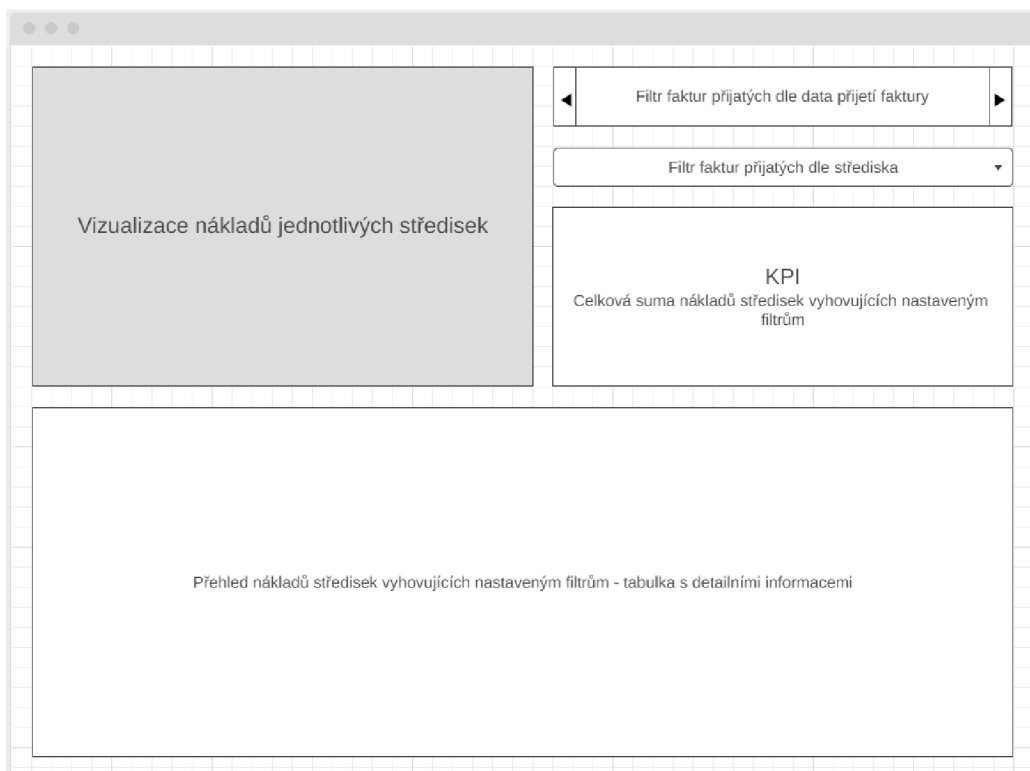 Vizualizace nákladů jednotlivých středisek
Filtr faktur přijatých dle data přijetí faktury
Filtr faktur přijatých dle střediska
KPI
Celková suma nákladů středisek vyhovujících nastaveným
filtrům
Přehled nákladů středisek vyhovujících nastaveným filtrům - tabulka s detailními informacemi